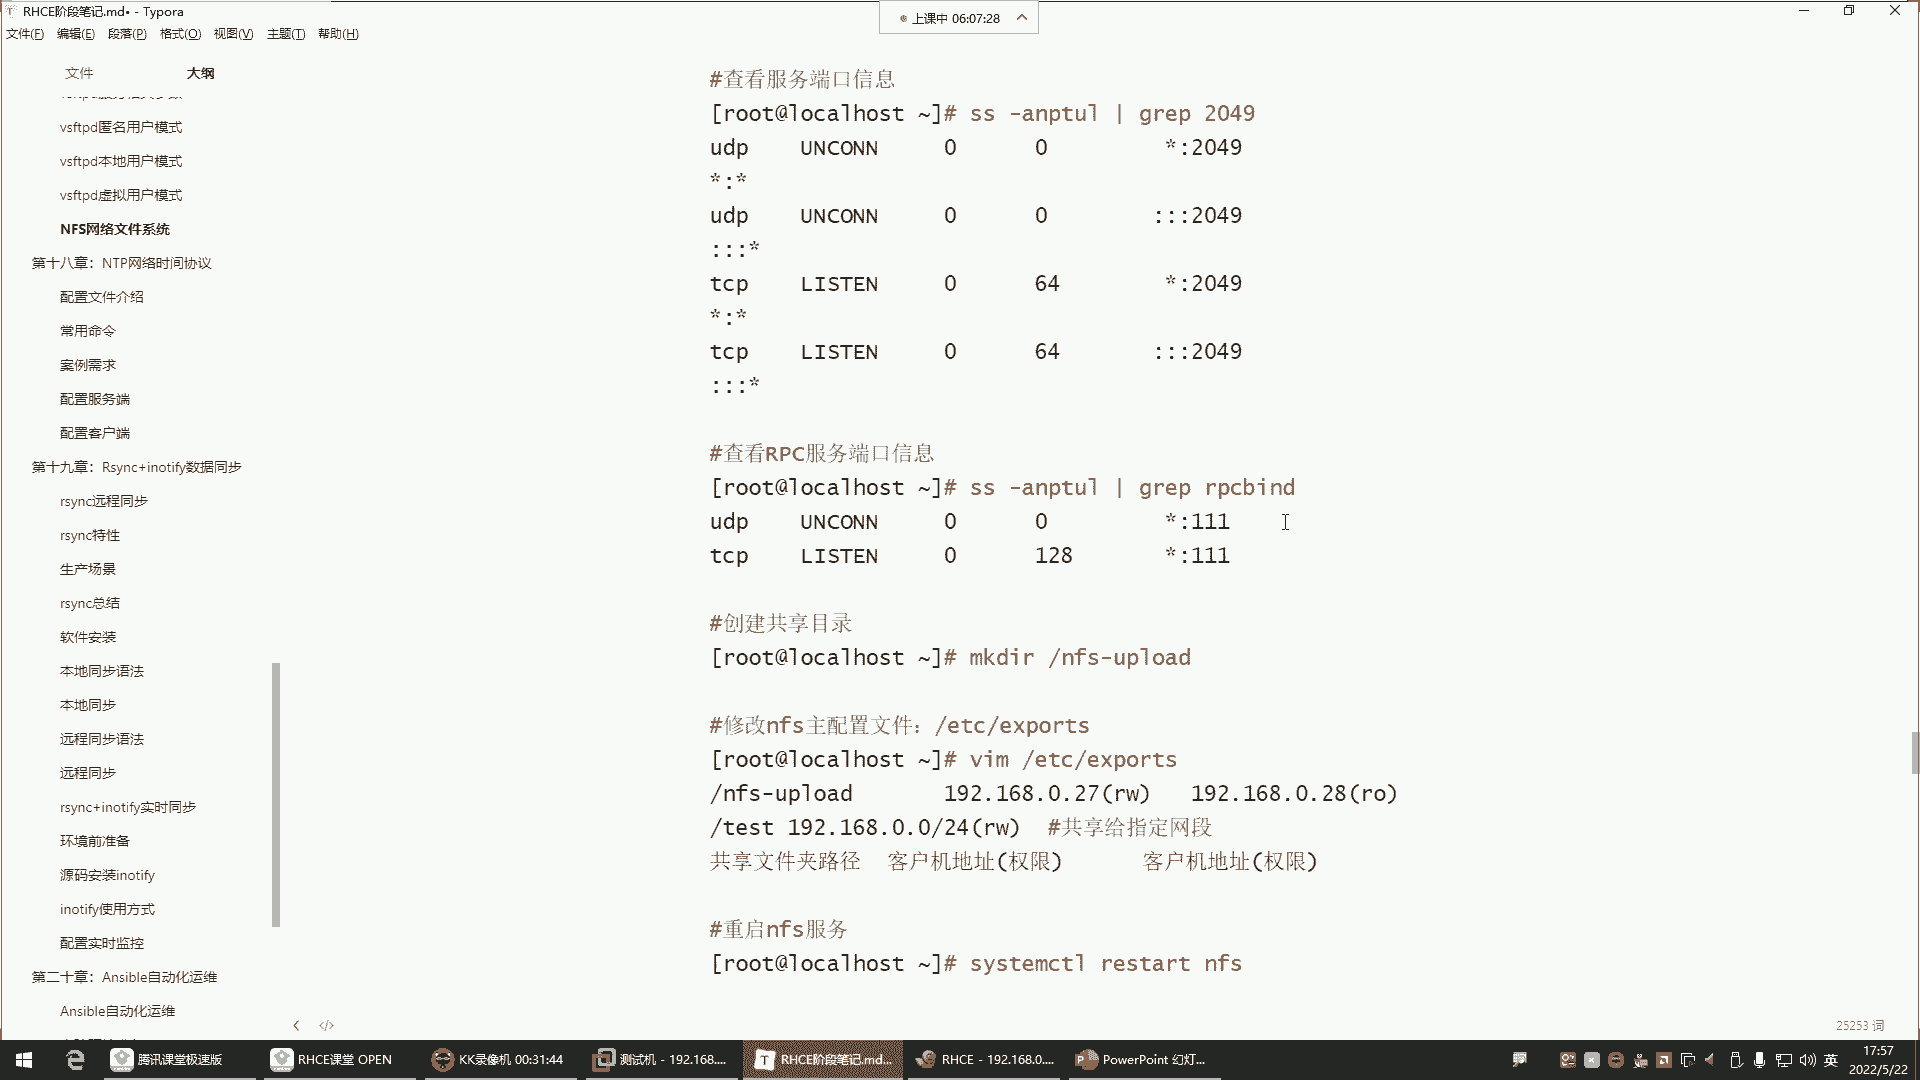 RHCE阶段笔记.md• - Typora
上课中 06:07:28
文件(F) 编辑(E) 段落(P) 格式(O) 视图(V) 主题(T) 帮助(H)
文件 大纲
vsftpd匿名用户模式
vsftpd本地用户模式
vsftpd虚拟用户模式
NFS网络文件系统
第十八章：NTP网络时间协议
配置文件介绍
常用命令
案例需求
配置服务端
配置客户端
第十九章：Rsync+inotify数据同步
rsync远程同步
rsync特性
生产场景
rsync总结
软件安装
本地同步语法
本地同步
远程同步语法
远程同步
rsync+inotify实时同步
环境前准备
源码安装inotify
inotify使用方式
配置实时监控
第二十章：Ansible自动化运维
Ansible自动化运维
#查看服务端口信息
[root@localhost ~]# ss -anptul | grep 2049
udp UNCONN 0 0 *:2049
*:*
udp UNCONN 0 0 :::2049
:::*
tcp LISTEN 0 64 *:2049
*:*
tcp LISTEN 0 64 :::2049
:::*
#查看RPC服务端口信息
[root@localhost ~]# ss -anptul | grep rpcbind
udp UNCONN 0 0 *:111
tcp LISTEN 0 128 *:111
#创建共享目录
[root@localhost ~]# mkdir /nfs-upload
#修改nfs主配置文件：/etc/exports
[root@localhost ~]# vim /etc/exports
/nfs-upload 192.168.0.27(rw) 192.168.0.28(ro)
/test 192.168.0.0/24(rw) #共享给指定网段
共享文件夹路径 客户机地址(权限) 客户机地址(权限)
#重启nfs服务
[root@localhost ~]# systemctl restart nfs
25253 词
腾讯课堂极速版 RHCE课堂 OPEN KK录像机 00:31:44 测试机 - 192.168.... RHCE阶段笔记.md... RHCE - 192.168.0.... PowerPoint 幻灯... 英 17:57
2022/5/22